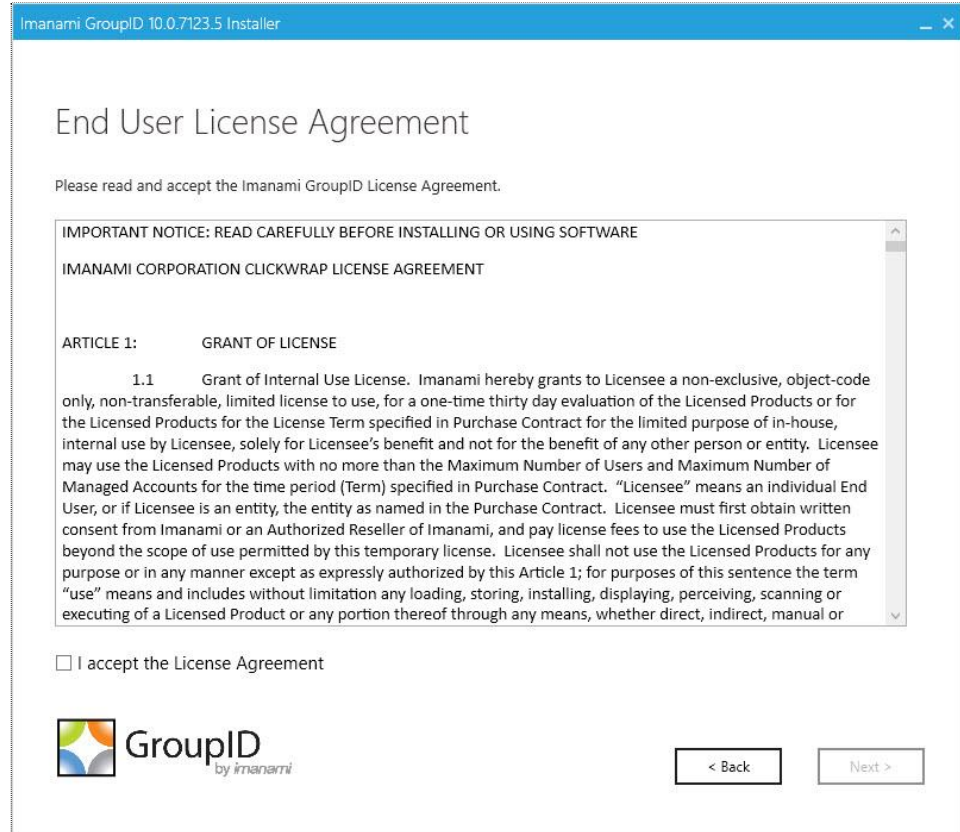 Imanami GroupID 10.0.7123.5 Installer
End User License Agreement
Please read and accept the Imanami GroupID License Agreement.
IMPORTANT NOTICE: READ CAREFULLY BEFORE INSTALLING OR USING SOFTWARE
IMANAMI CORPORATION CLICKWRAP LICENSE AGREEMENT
ARTICLE 1: GRANT OF LICENSE
1.1 Grant of Internal Use License. Imanami hereby grants to Licensee a non-exclusive, object-code
only, non-transferable, limited license to use, for a one-time thirty day evaluation of the Licensed Products or for
the Licensed Products for the License Term specified in Purchase Contract for the limited purpose of in-house,
internal use by Licensee, solely for Licensee's benefit and not for the benefit of any other person or entity. Licensee
may use the Licensed Products with no more than the Maximum Number of Users and Maximum Number of
Managed Accounts for the time period (Term) specified in Purchase Contract. “Licensee” means an individual End
User, or if Licensee is an entity, the entity as named in the Purchase Contract. Licensee must first obtain written
consent from Imanami or an Authorized Reseller of Imanami, and pay license fees to use the Licensed Products
beyond the scope of use permitted by this temporary license. Licensee shall not use the Licensed Products for any
purpose or in any manner except as expressly authorized by this Article 1; for purposes of this sentence the term
“use” means and includes without limitation any loading, storing, installing, displaying, perceiving, scanning or
executing of a Licensed Product or any portion thereof through any means, whether direct, indirect, manual or
I accept the License Agreement
GroupID
by imanami
< Back
Next >